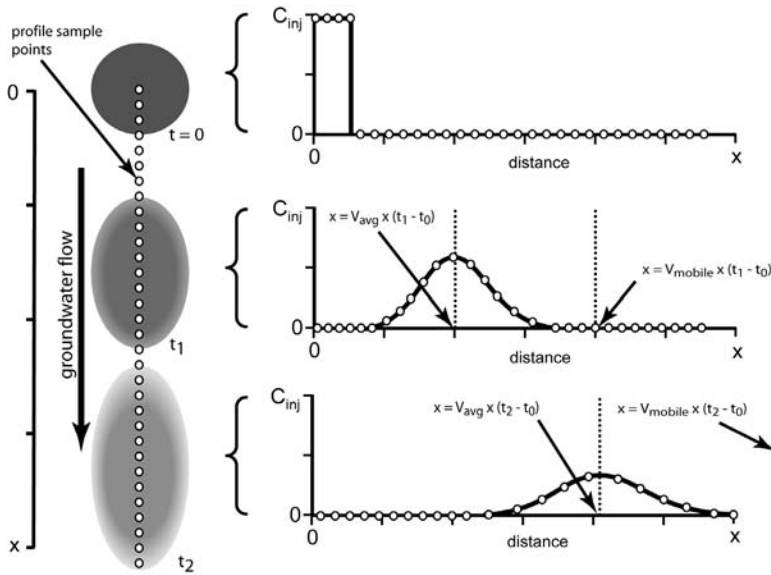 profile sample
points
0
t = 0
groundwater flow
t1
x
t2
Cinj
0
0
distance
x
Cinj
x = Vavg x (t1 - t0)
x = Vmobile x (t1 - t0)
0
0
distance
x
Cinj
x = Vavg x (t2 - t0)
x = Vmobile x (t2 - t0)
0
0
distance
x